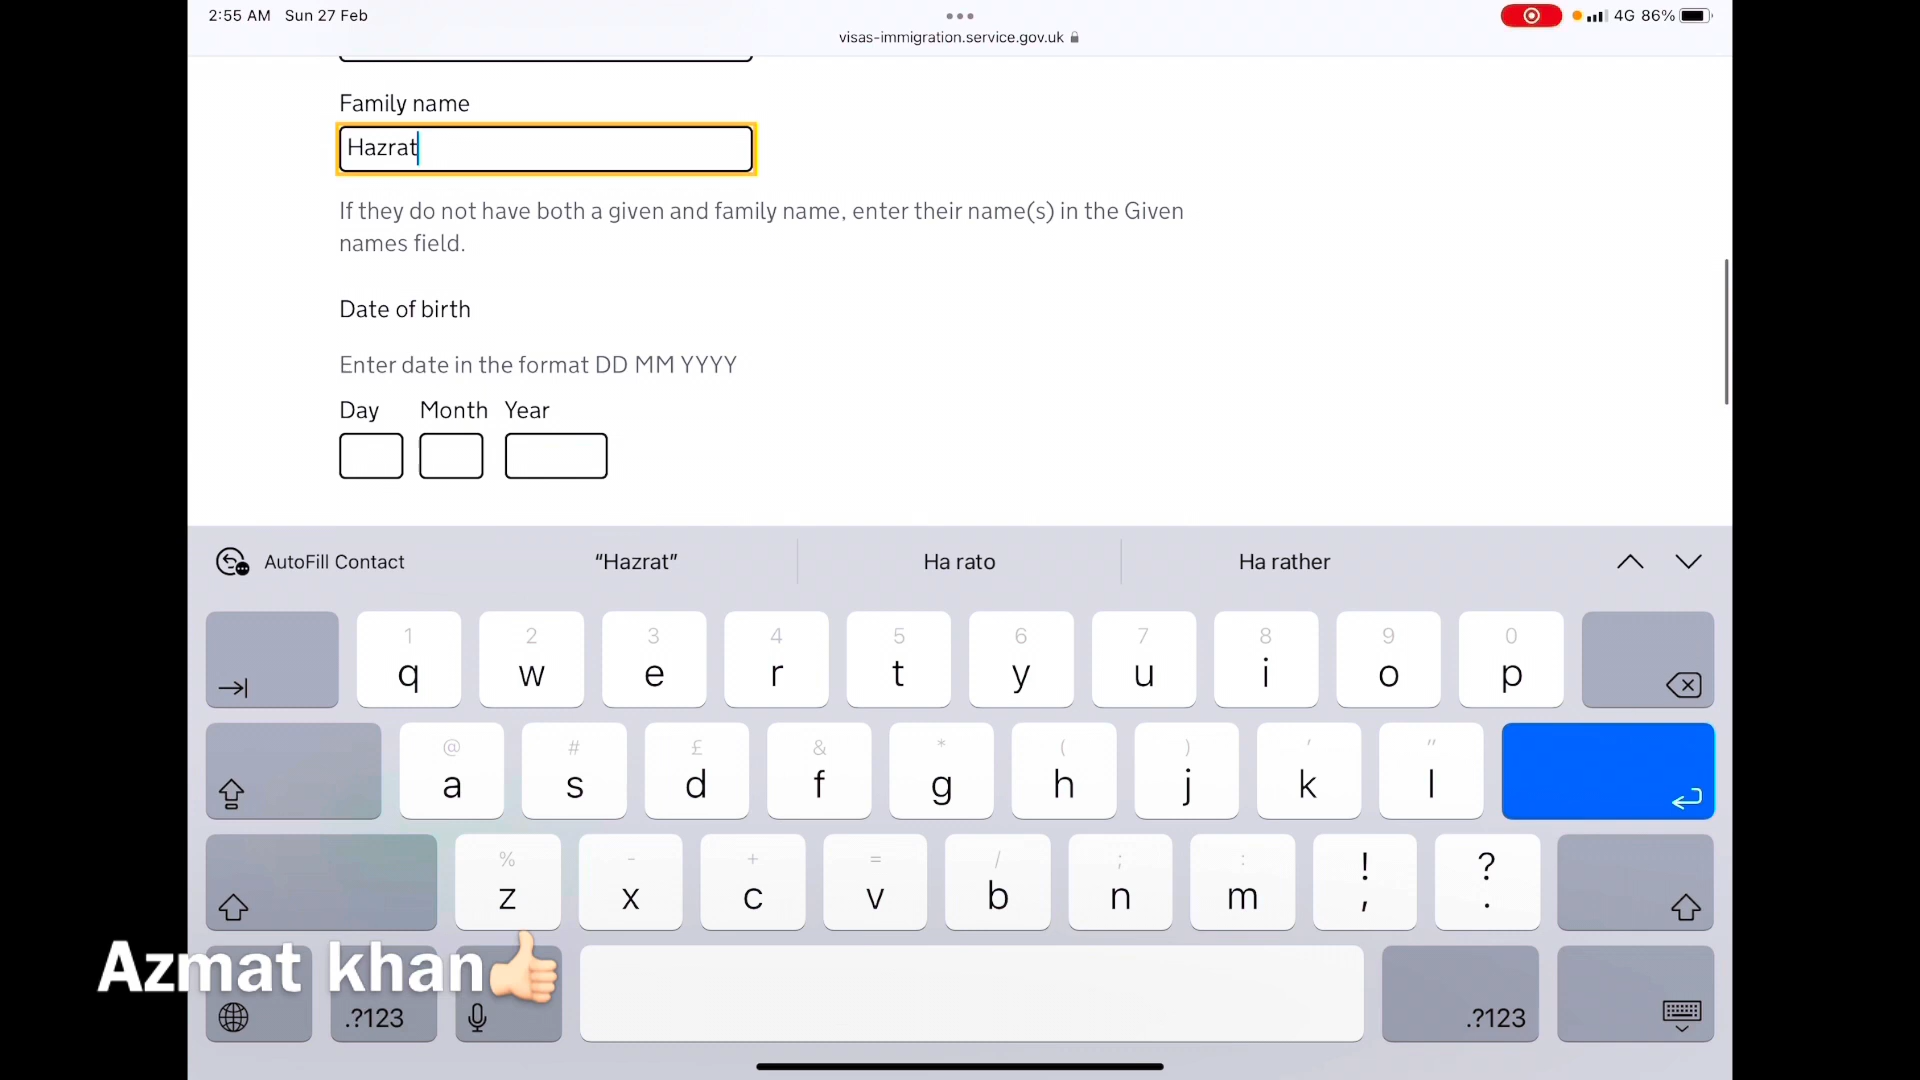 2:55 AM Sun 27 Feb
4G 86%
visas-immigration.service.gov.uk
Family name
Hazrat
If they do not have both a given and family name, enter their name(s) in the Given
names field.
Date of birth
Enter date in the format DD MM YYYY
Day Month Year
AutoFill Contact "Hazrat" Ha rato Ha rather
1 2 3 4 5 6 7 8 9 0
q w e r t y u i o p
@ # £ & * ( ) ' "
a s d f g h j k l
% - + = / ; : ! ?
z x c v b n m , .
Azmat khan👍🏻
.?123 .?123